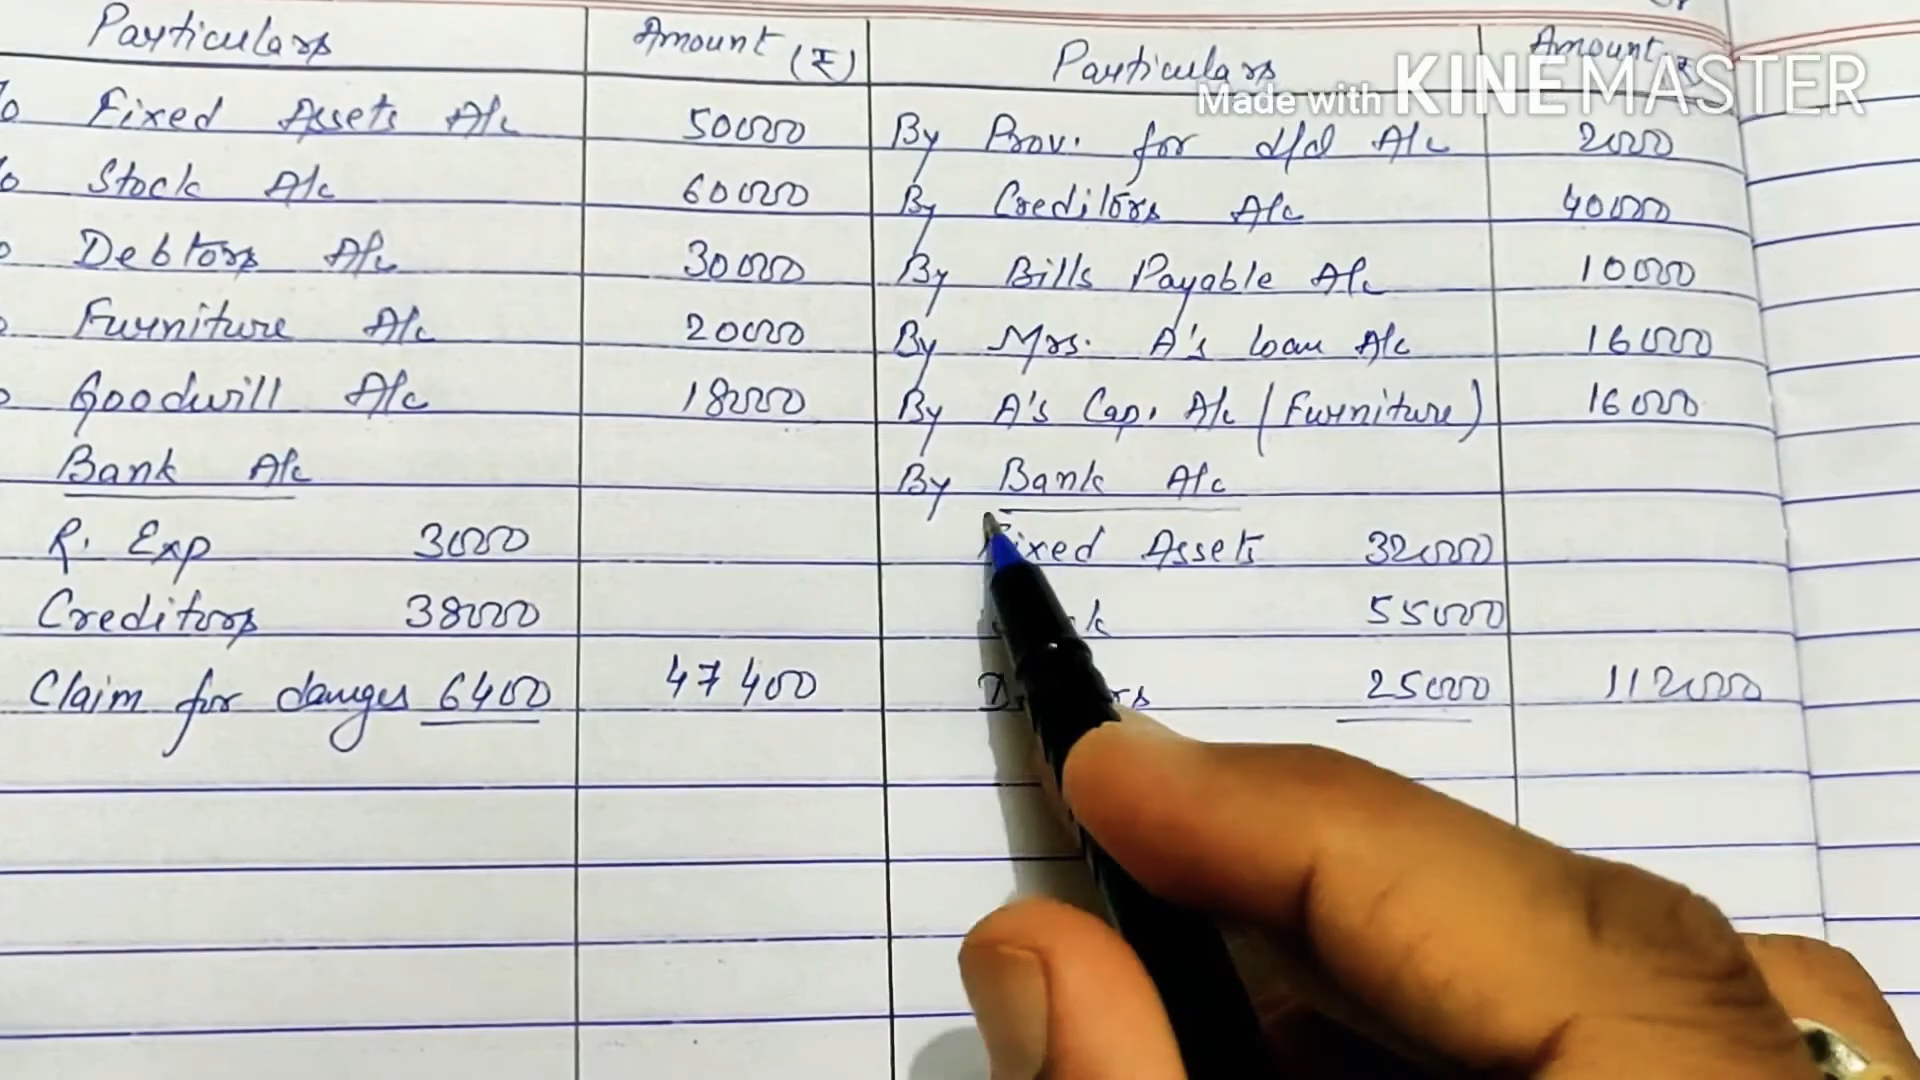 Particulars Amount (₹) Particulars Amount ₹
Made with KINEMASTER
Fixed Assets A/c 50000 By Prov. for d/d A/c 2000
Stock A/c 60000 By Creditors A/c 40000
Debtors A/c 30000 By Bills Payable A/c 10000
Furniture A/c 20000 By Mrs. A's loan A/c 16000
Goodwill A/c 18000 By A's Cap. A/c (Furniture) 16000
Bank A/c By Bank A/c
R. Exp 3000 Fixed Assets 32000
Creditors 38000 55000
Claim for danges 6400 47400 25000 112000